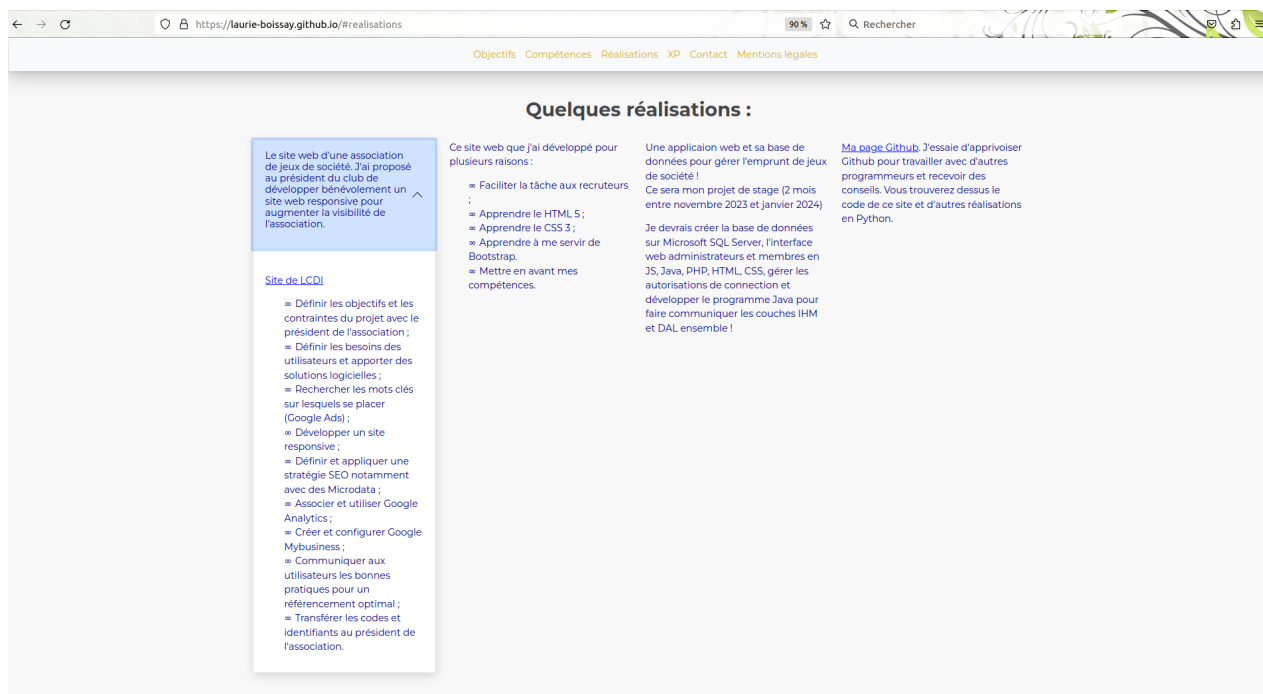 https://laurie-boissay.github.io/#realisations
90 %
Rechercher
Objectifs Compétences Réalisations XP Contact Mentions légales
Quelques réalisations :
Le site web d'une association
de jeux de société. J'ai proposé
au président du club de
développer bénévolement un
site web responsive pour
augmenter la visibilité de
l'association.
Site de LCDI
∞ Définir les objectifs et les
contraintes du projet avec le
président de l'association ;
∞ Définir les besoins des
utilisateurs et apporter des
solutions logicielles ;
∞ Rechercher les mots clés
sur lesquels se placer
(Google Ads) ;
∞ Développer un site
responsive ;
∞ Définir et appliquer une
stratégie SEO notamment
avec des Microdata ;
∞ Associer et utiliser Google
Analytics ;
∞ Créer et configurer Google
Mybusiness ;
∞ Communiquer aux
utilisateurs les bonnes
pratiques pour un
référencement optimal ;
∞ Transférer les codes et
identifiants au président de
l'association.
Ce site web que j'ai développé pour
plusieurs raisons :
∞ Faciliter la tâche aux recruteurs
;
∞ Apprendre le HTML 5 ;
∞ Apprendre le CSS 3 ;
∞ Apprendre à me servir de
Bootstrap.
∞ Mettre en avant mes
compétences.
Une applicaion web et sa base de
données pour gérer l'emprunt de jeux
de société !
Ce sera mon projet de stage (2 mois
entre novembre 2023 et janvier 2024)
Je devrais créer la base de données
sur Microsoft SQL Server, l'interface
web administrateurs et membres en
JS, Java, PHP, HTML, CSS, gérer les
autorisations de connection et
développer le programme Java pour
faire communiquer les couches IHM
et DAL ensemble !
Ma page Github. J'essaie d'apprivoiser
Github pour travailler avec d'autres
programmeurs et recevoir des
conseils. Vous trouverez dessus le
code de ce site et d'autres réalisations
en Python.